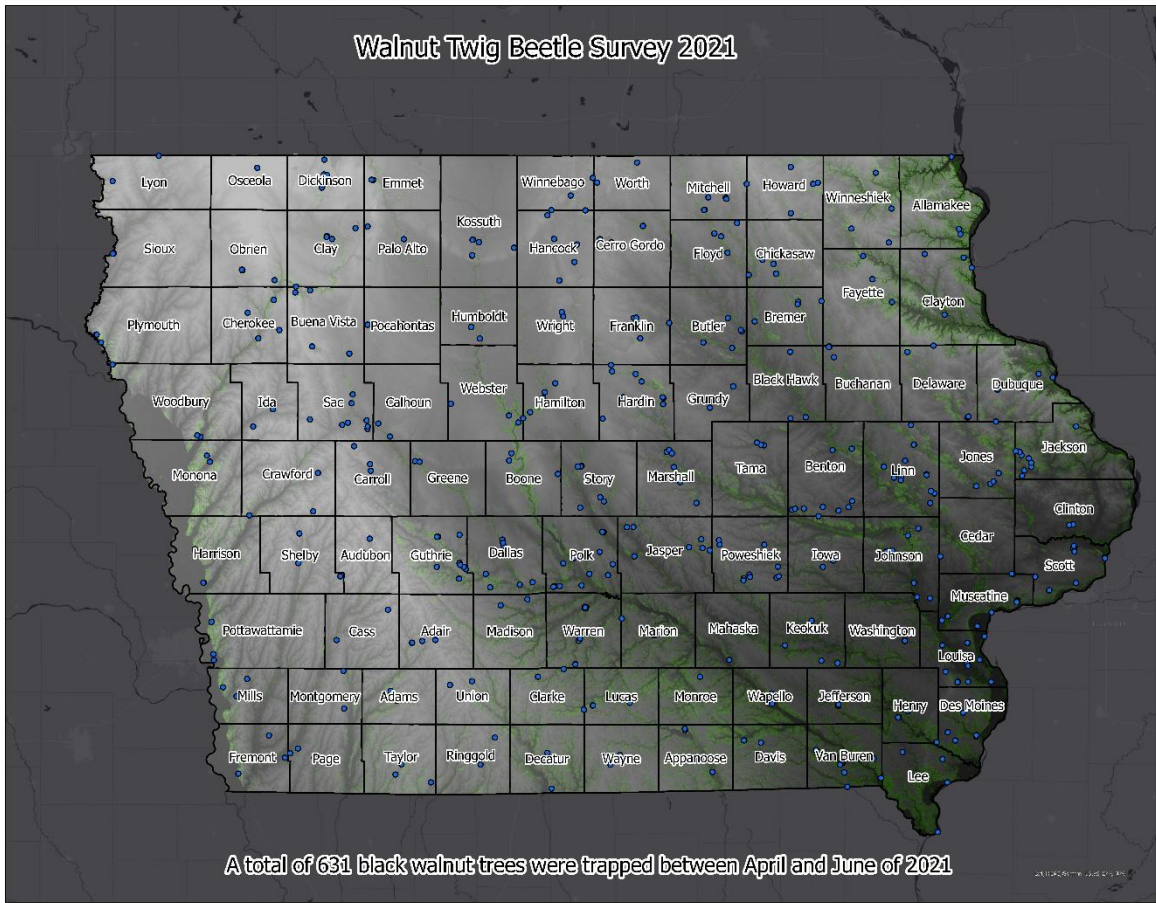 Walnut Twig Beetle Survey 2021
Lyon Osceola Dickinson Emmet Winnebago Worth Mitchell Howard Winneshiek Allamakee
Kossuth
Sioux Obrien Clay Palo Alto Hancock Cerro Gordo Floyd Chickasaw
Fayette Clayton
Plymouth Cherokee Buena Vista Pocahontas Humboldt Wright Franklin Butler Bremer
Woodbury Ida Sac Calhoun Webster Hamilton Hardin Grundy Black Hawk Buchanan Delaware Dubuque
Monona Crawford Carroll Greene Boone Story Marshall Tama Benton Linn Jones Jackson
Clinton
Harrison Shelby Audubon Guthrie Dallas Polk Jasper Poweshiek Iowa Johnson Cedar
Scott
Muscatine
Pottawattamie Cass Adair Madison Warren Marion Mahaska Keokuk Washington
Louisa
Mills Montgomery Adams Union Clarke Lucas Monroe Wapello Jefferson Henry Des Moines
Fremont Page Taylor Ringgold Decatur Wayne Appanoose Davis Van Buren
Lee
A total of 631 black walnut trees were trapped between April and June of 2021